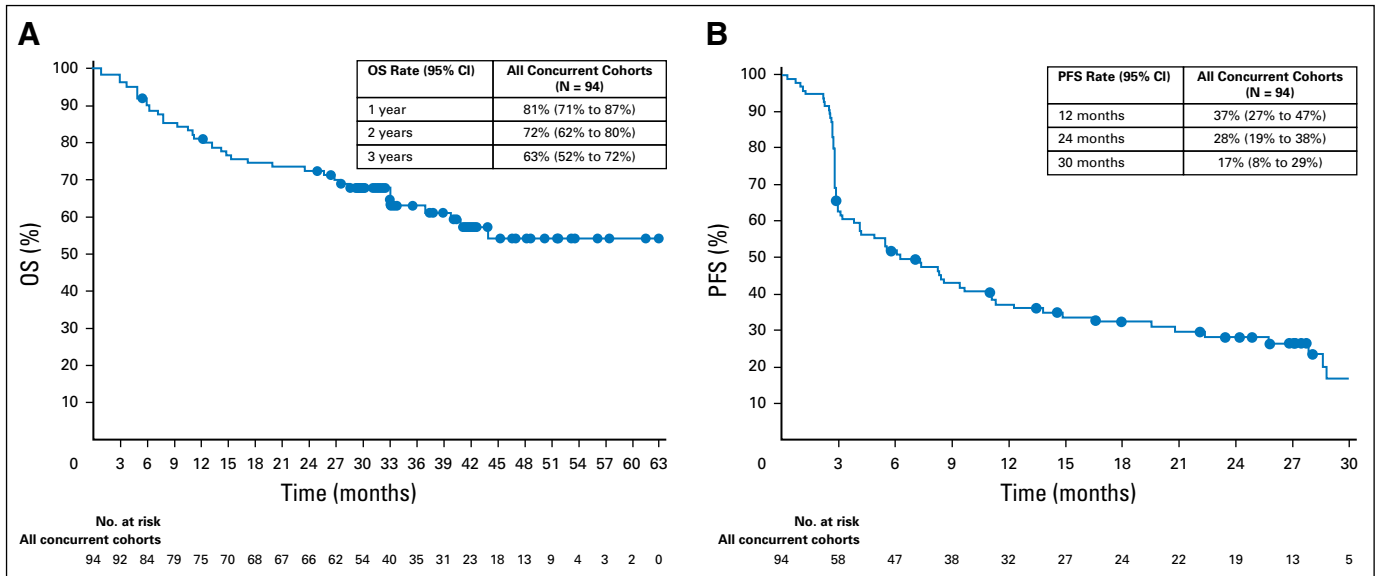 A
OS Rate (95% CI) All Concurrent Cohorts (N = 94)
1 year 81% (71% to 87%)
2 years 72% (62% to 80%)
3 years 63% (52% to 72%)
OS (%)
100
90
80
70
60
50
40
30
20
10
0 3 6 9 12 15 18 21 24 27 30 33 35 39 42 45 48 51 54 57 60 63
Time (months)
No. at risk
All concurrent cohorts
94 92 84 79 75 70 68 67 66 62 54 40 35 31 23 18 13 9 4 3 2 0
B
PFS Rate (95% CI) All Concurrent Cohorts (N = 94)
12 months 37% (27% to 47%)
24 months 28% (19% to 38%)
30 months 17% (8% to 29%)
PFS (%)
100
90
80
70
60
50
40
30
20
10
0 3 6 9 12 15 18 21 24 27 30
Time (months)
No. at risk
All concurrent cohorts
94 58 47 38 32 27 24 22 19 13 5